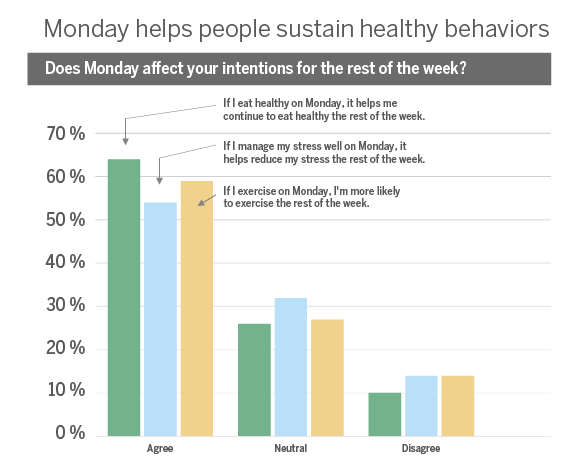 Monday helps people sustain healthy behaviors
Does Monday affect your intentions for the rest of the week?
If I eat healthy on Monday, it helps me
continue to eat healthy the rest of the week.
If I manage my stress well on Monday, it
helps reduce my stress the rest of the week.
If I exercise on Monday, I'm more likely
to exercise the rest of the week.
70 %
60 %
50 %
40 %
30 %
20 %
10 %
0 %
Agree
Neutral
Disagree